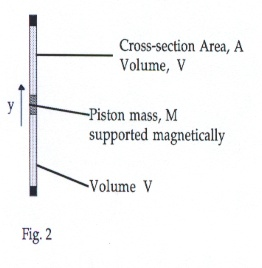 Cross-section Area, A
Volume, V
y
Piston mass, M
supported magnetically
Volume V
Fig. 2